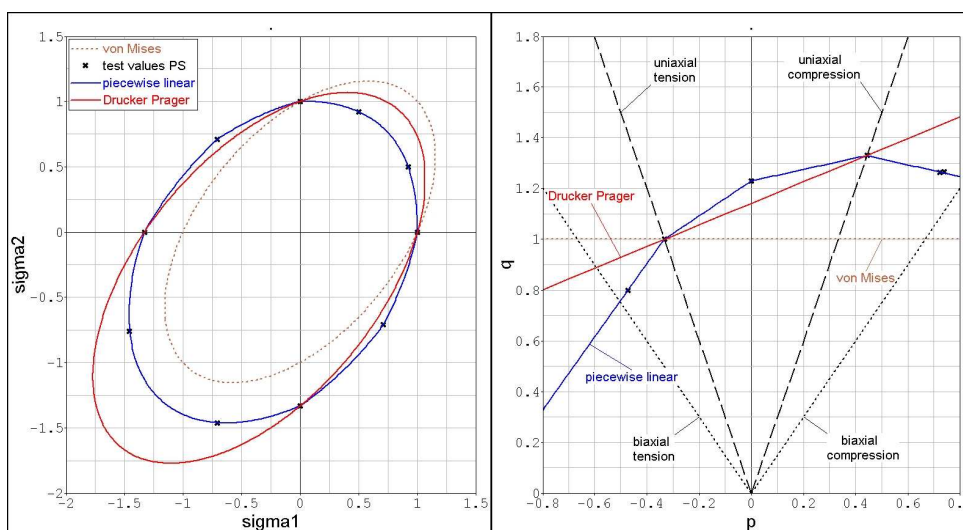 1.5
von Mises
test values PS
piecewise linear
Drucker Prager
1
0.5
0
−0.5
−1
−1.5
−2
−2
−1.5
−1
−0.5
0
0.5
1
1.5
sigma2
sigma1
1.8
1.6
1.4
1.2
1
0.8
0.6
0.4
0.2
0
q
uniaxial
tension
uniaxial
compression
Drucker Prager
von Mises
piecewise linear
biaxial
tension
biaxial
compression
−0.8
−0.6
−0.4
−0.2
0
0.2
0.4
0.6
0.8
p